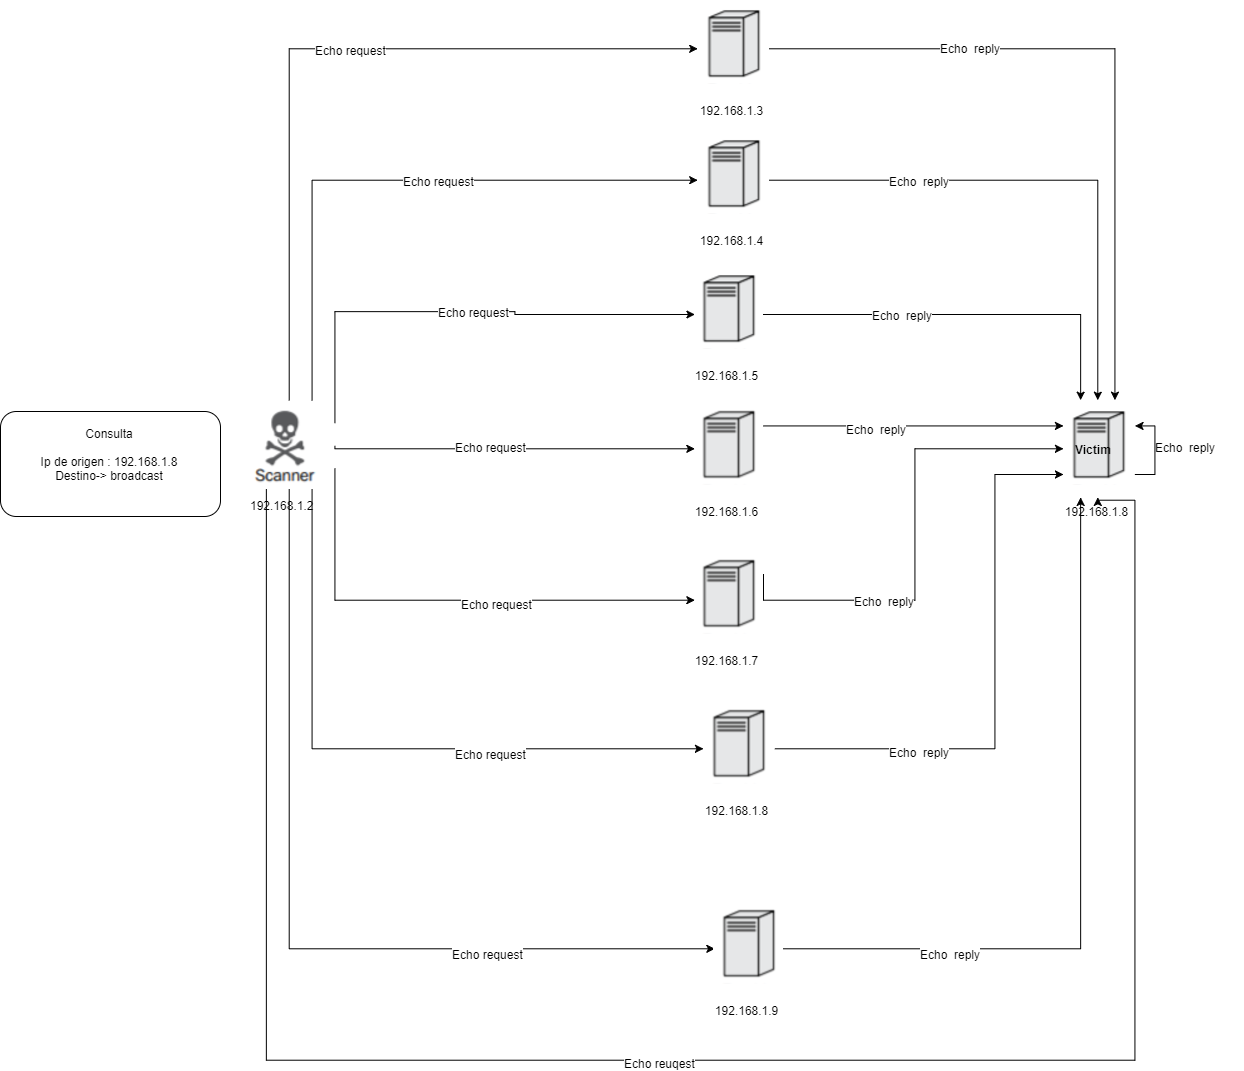 Echo request
Echo  reply
192.168.1.3
Echo request
Echo  reply
192.168.1.4
Echo request
Echo  reply
192.168.1.5
Consulta
Ip de origen : 192.168.1.8
Destino-> broadcast
Scanner
192.168.1.2
Echo request
Echo  reply
192.168.1.6
Victim
Echo  reply
192.168.1.8
Echo request
Echo  reply
192.168.1.7
Echo request
Echo  reply
192.168.1.8
Echo request
Echo  reply
192.168.1.9
Echo reuqest